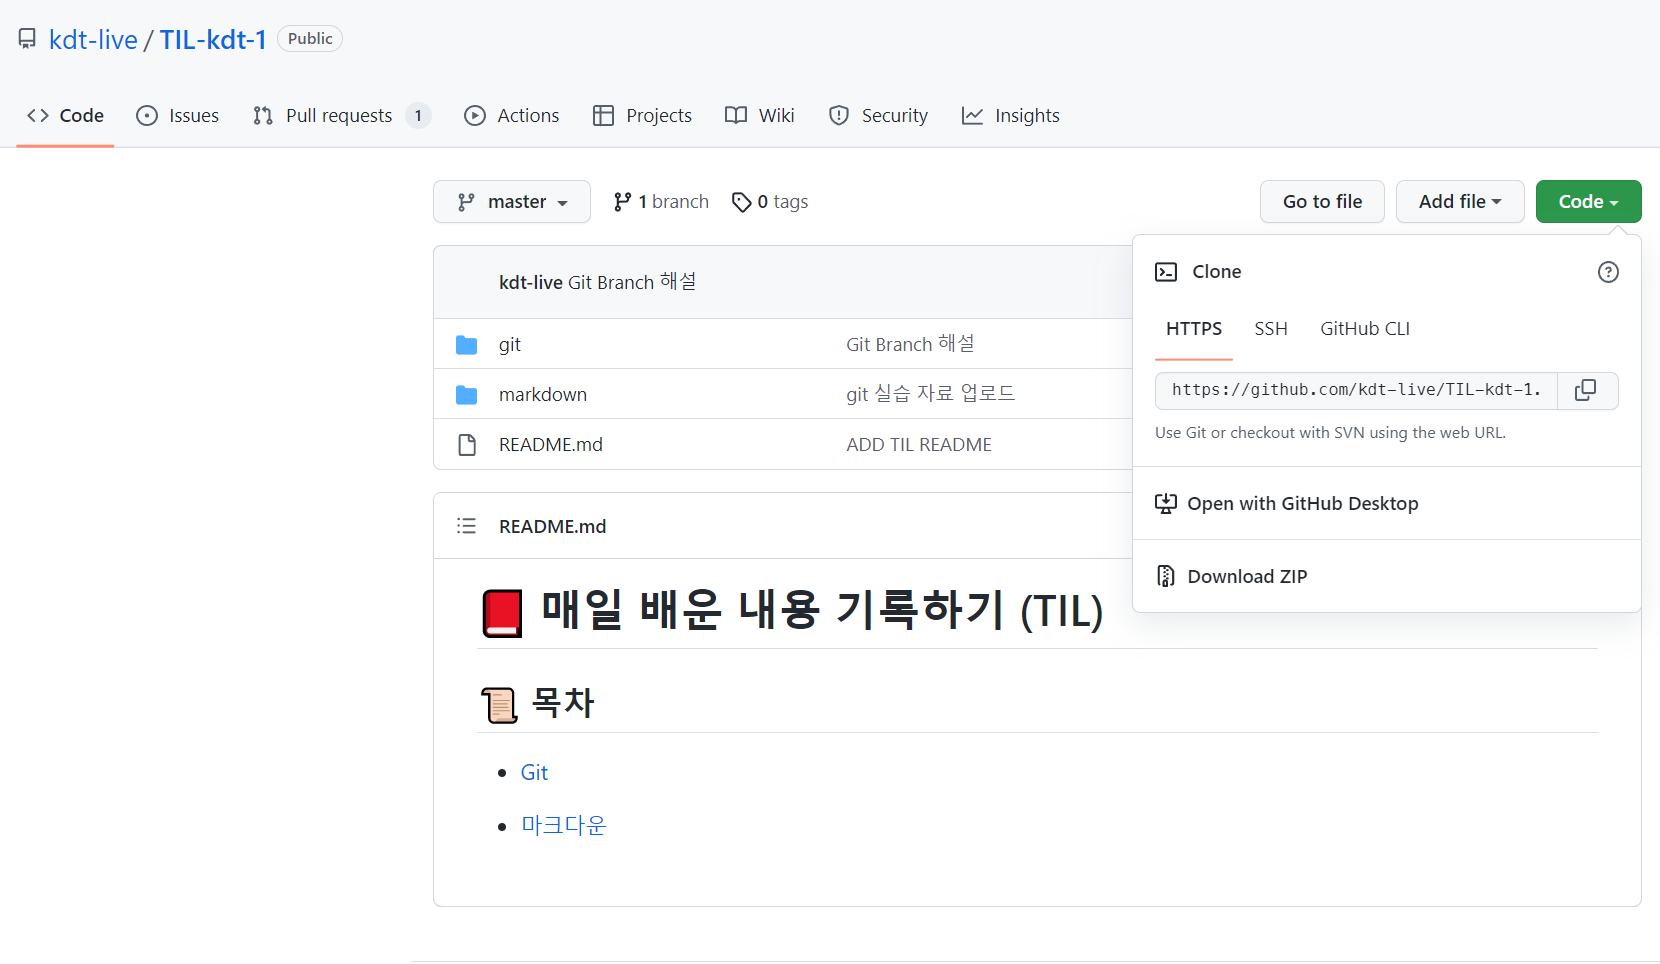 kdt-live / TIL-kdt-1 Public
Code Issues Pull requests 1 Actions Projects Wiki Security Insights
master 1 branch 0 tags Go to file Add file Code
kdt-live Git Branch 해설
git Git Branch 해설
markdown git 실습 자료 업로드
README.md ADD TIL README
Clone
HTTPS SSH GitHub CLI
https://github.com/kdt-live/TIL-kdt-1.
Use Git or checkout with SVN using the web URL.
Open with GitHub Desktop
Download ZIP
README.md
매일 배운 내용 기록하기 (TIL)
목차
Git
마크다운